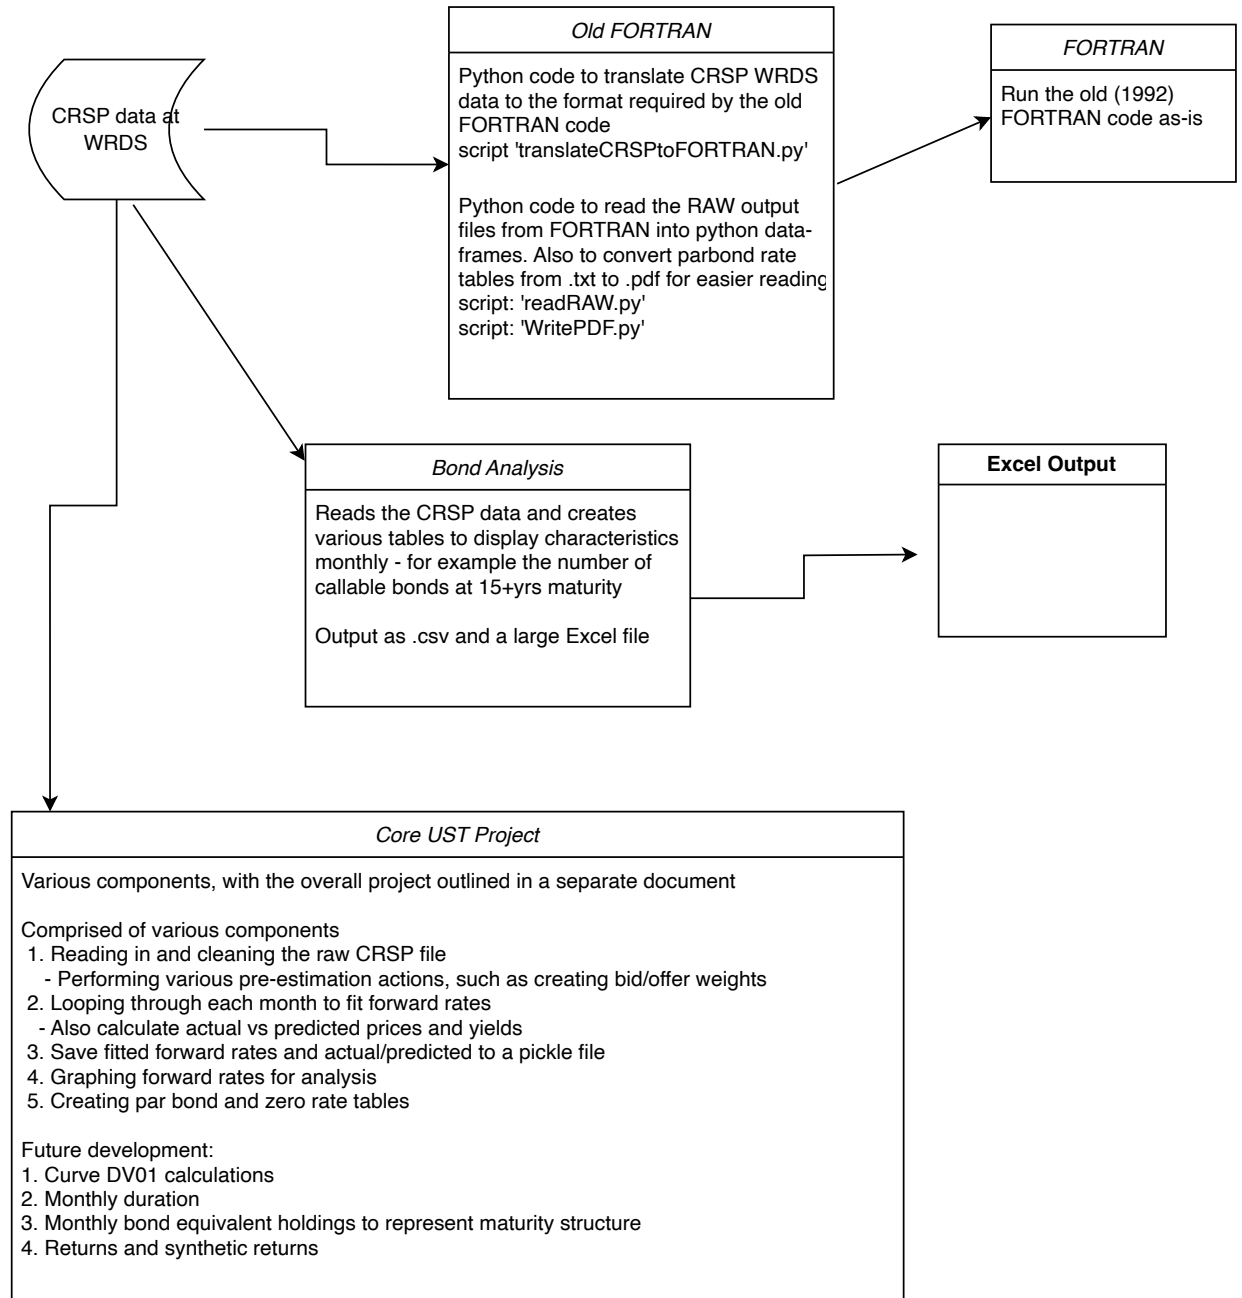 CRSP data at
WRDS
Old FORTRAN
Python code to translate CRSP WRDS
data to the format required by the old
FORTRAN code
script 'translateCRSPtoFORTRAN.py'
Python code to read the RAW output
files from FORTRAN into python data-
frames. Also to convert parbond rate
tables from .txt to .pdf for easier reading
script: 'readRAW.py'
script: 'WritePDF.py'
FORTRAN
Run the old (1992)
FORTRAN code as-is
Bond Analysis
Reads the CRSP data and creates
various tables to display characteristics
monthly - for example the number of
callable bonds at 15+yrs maturity
Output as .csv and a large Excel file
Excel Output
Core UST Project
Various components, with the overall project outlined in a separate document
Comprised of various components
1. Reading in and cleaning the raw CRSP file
- Performing various pre-estimation actions, such as creating bid/offer weights
2. Looping through each month to fit forward rates
- Also calculate actual vs predicted prices and yields
3. Save fitted forward rates and actual/predicted to a pickle file
4. Graphing forward rates for analysis
5. Creating par bond and zero rate tables
Future development:
1. Curve DV01 calculations
2. Monthly duration
3. Monthly bond equivalent holdings to represent maturity structure
4. Returns and synthetic returns